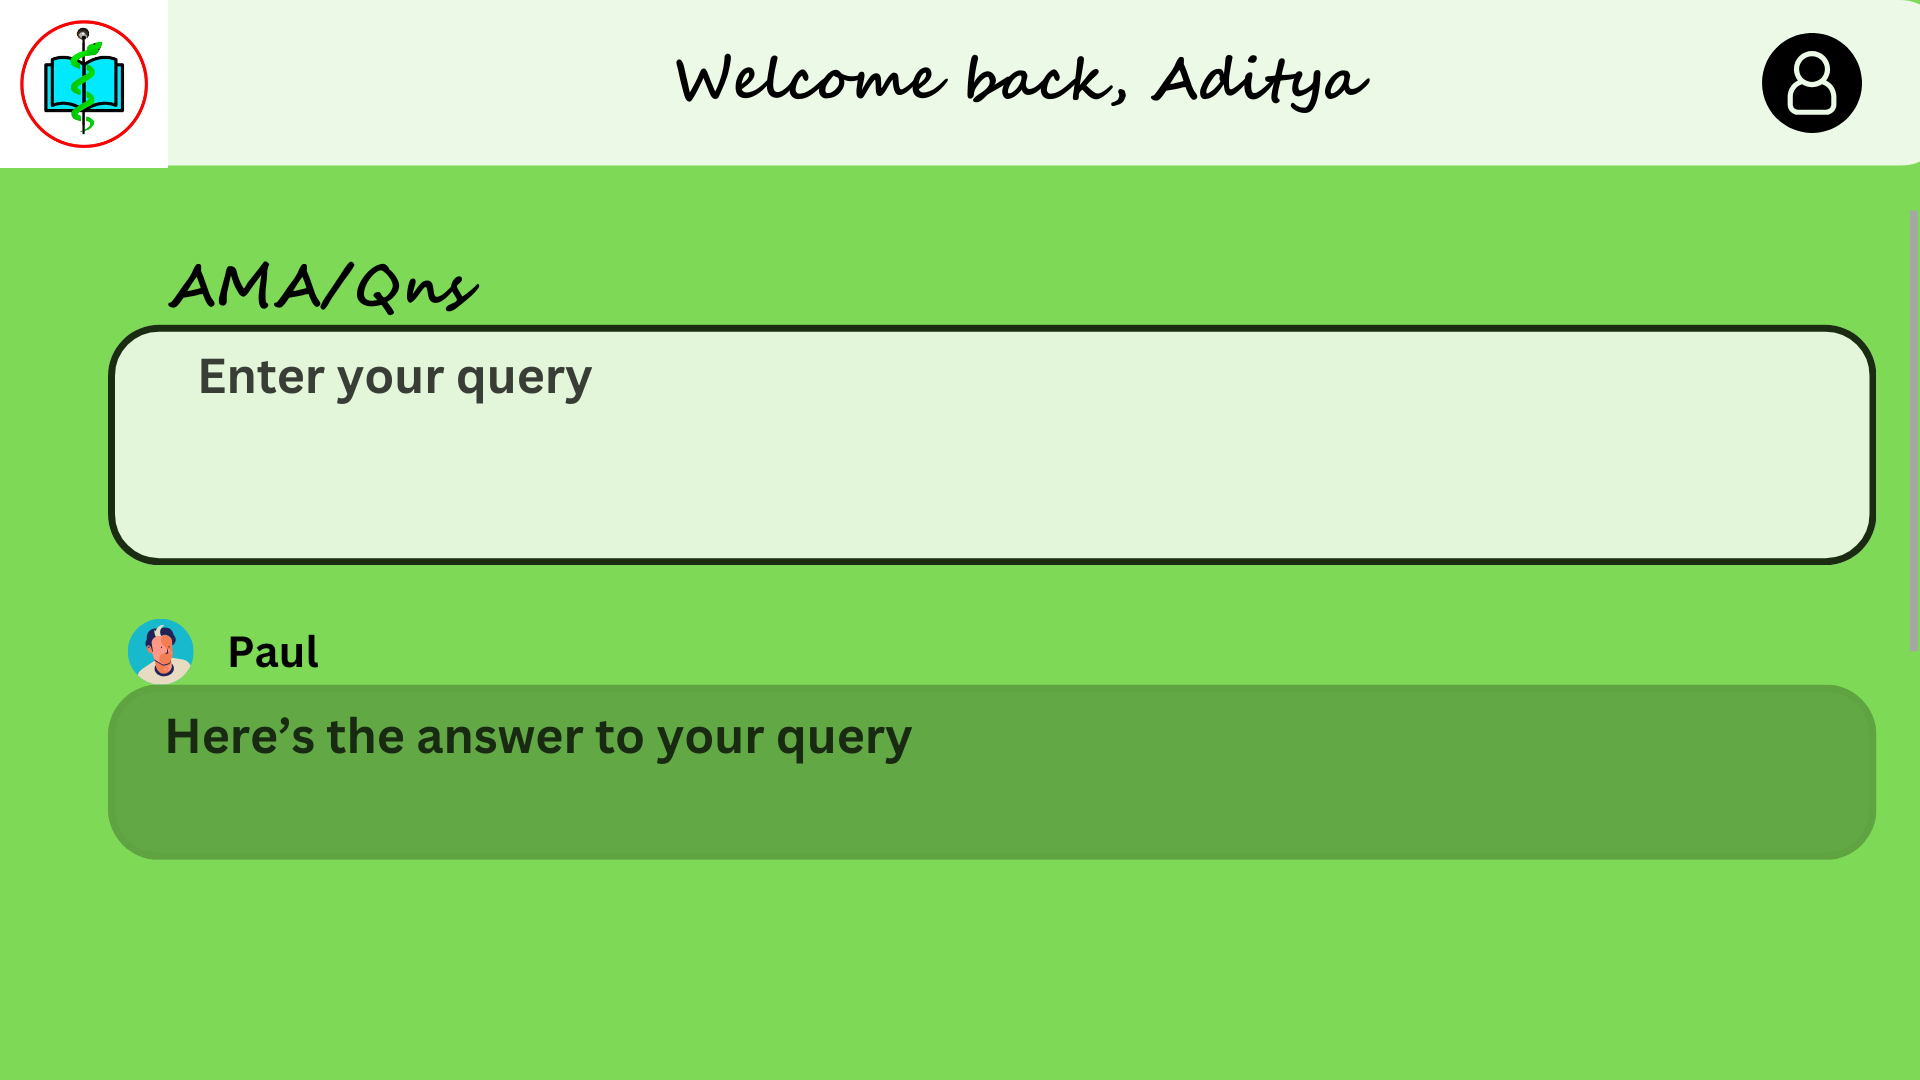 Welcome back, Aditya
AMA/Qns
Enter your query
Paul
Here’s the answer to your query